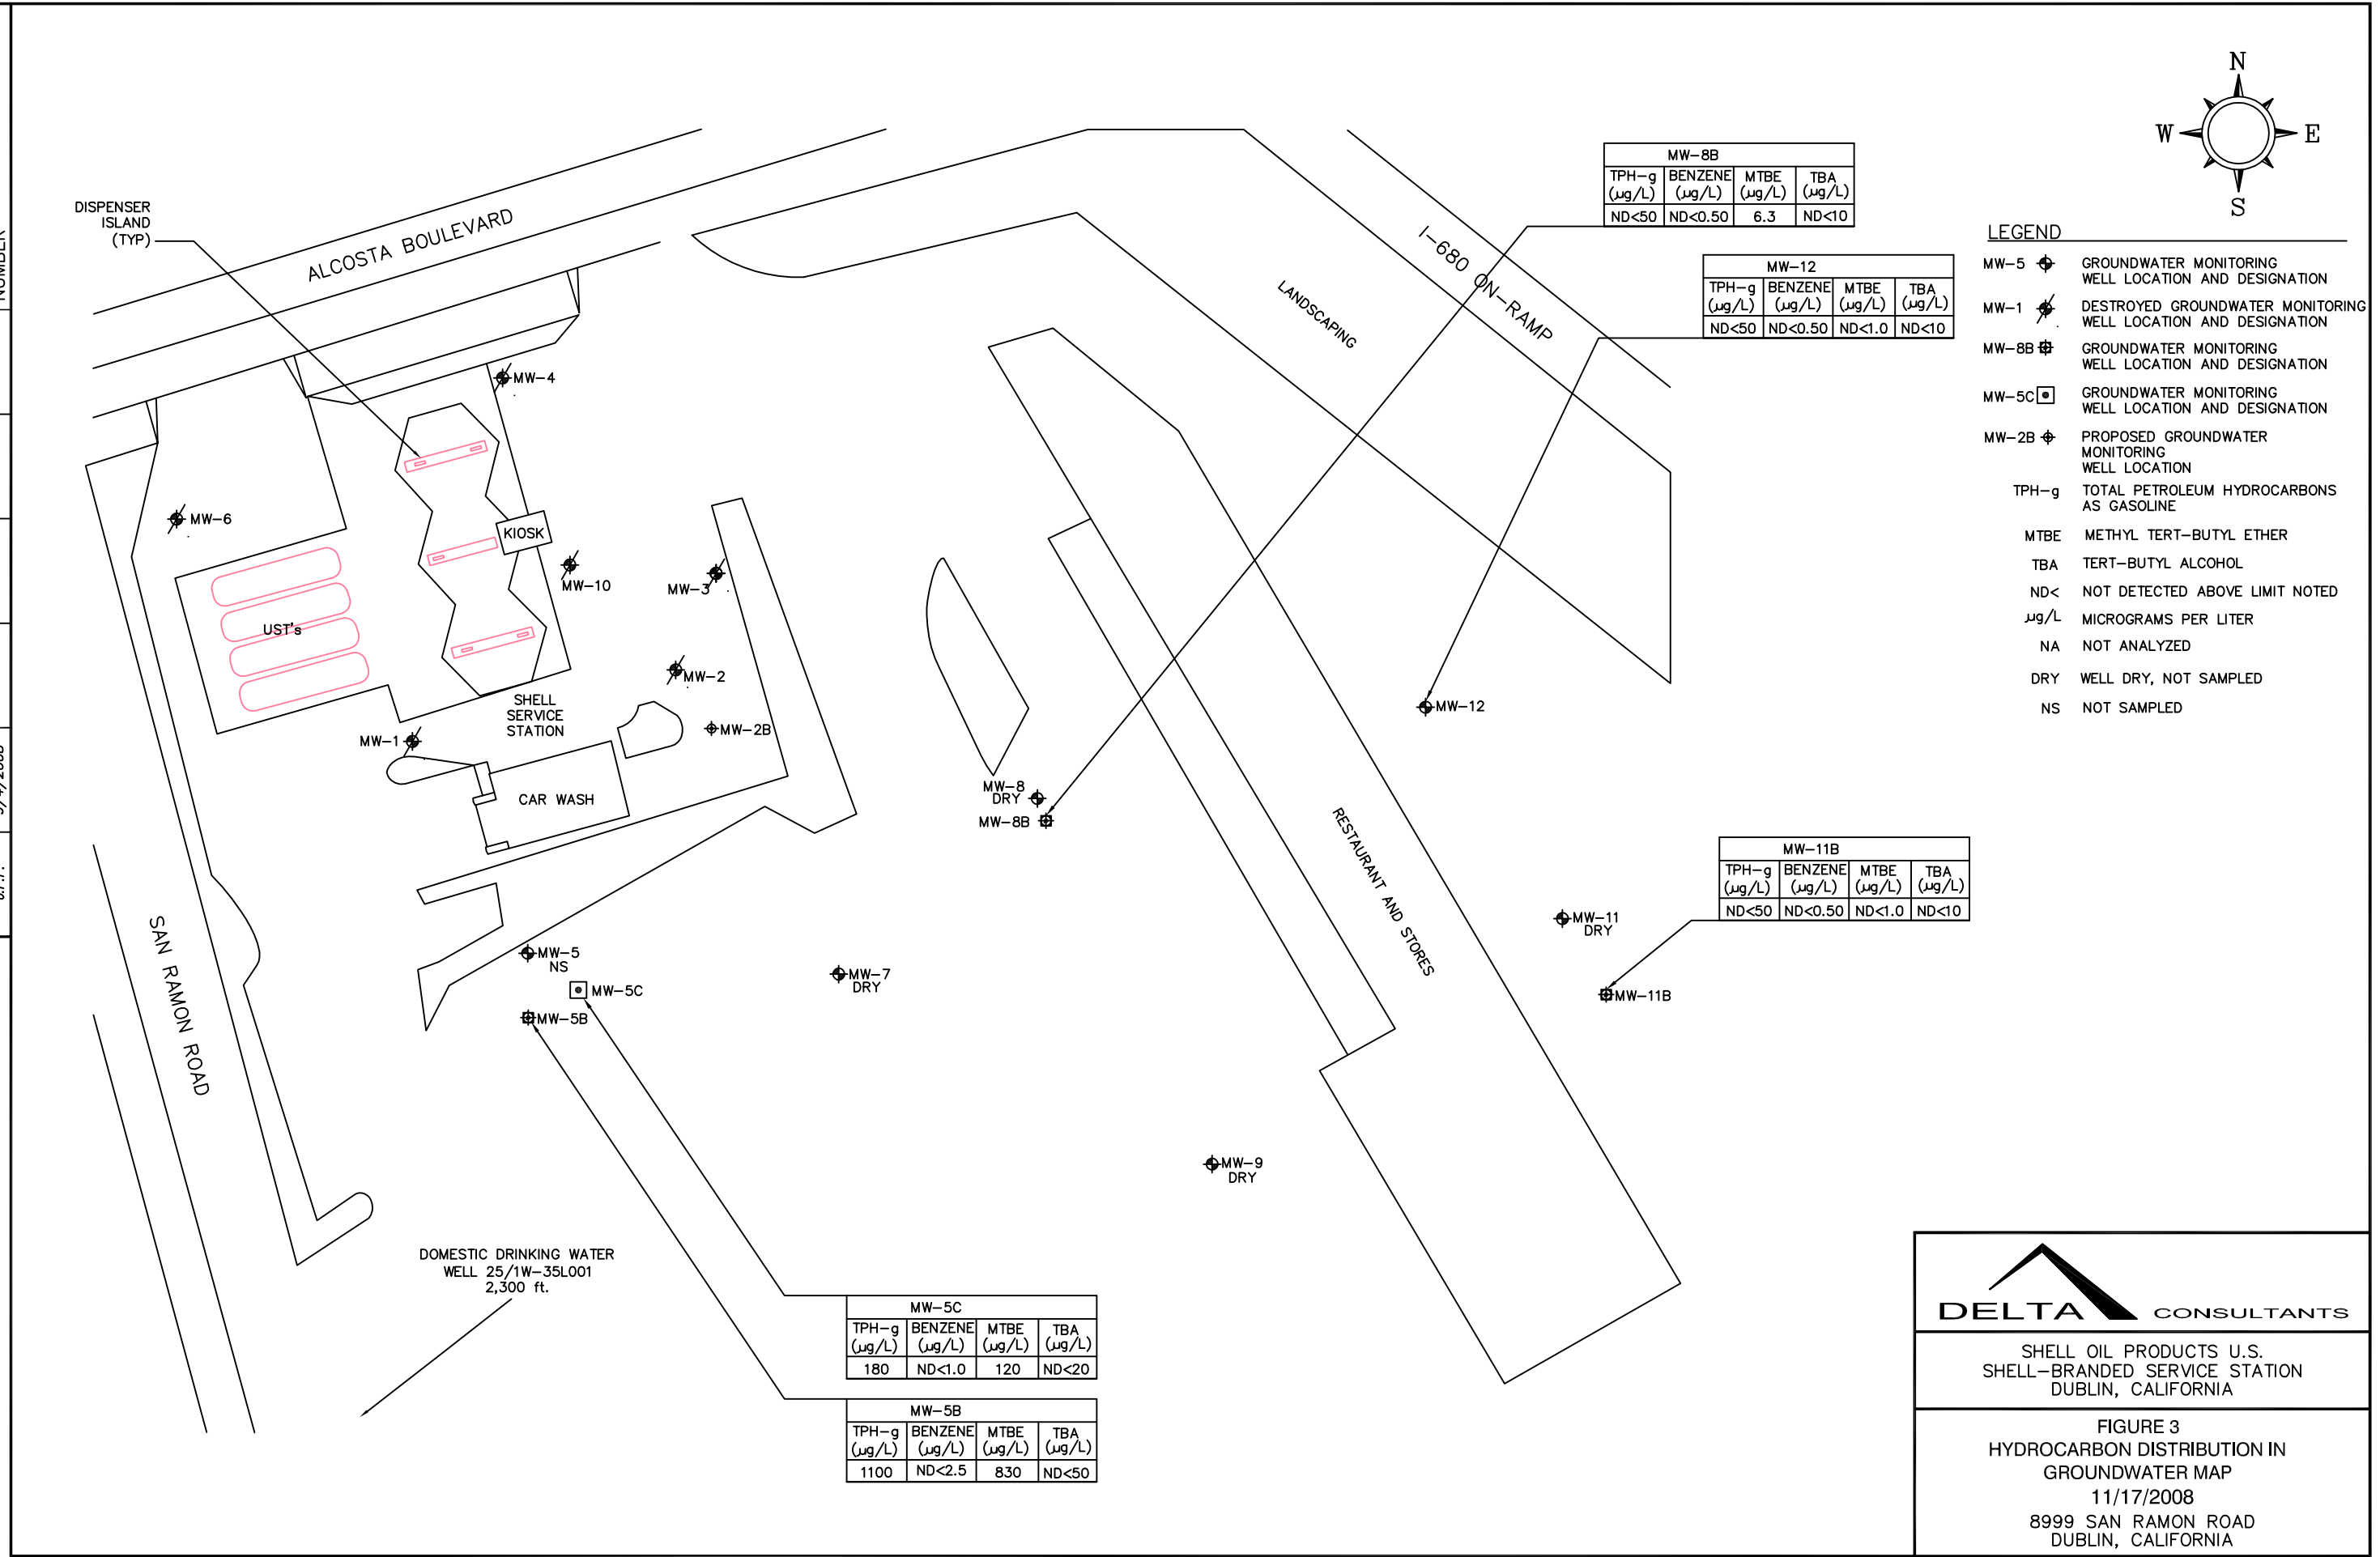 N
W
E
S
DISPENSER
ISLAND
(TYP)
ALCOSTA BOULEVARD
LANDSCAPING
I-680 ON-RAMP
MW-8B
TPH-g
(µg/L)
BENZENE
(µg/L)
MTBE
(µg/L)
TBA
(µg/L)
ND<50
ND<0.50
6.3
ND<10
MW-12
TPH-g
(µg/L)
BENZENE
(µg/L)
MTBE
(µg/L)
TBA
(µg/L)
ND<50
ND<0.50
ND<1.0
ND<10
LEGEND
MW-5
GROUNDWATER MONITORING
WELL LOCATION AND DESIGNATION
MW-1
DESTROYED GROUNDWATER MONITORING
WELL LOCATION AND DESIGNATION
MW-8B
GROUNDWATER MONITORING
WELL LOCATION AND DESIGNATION
MW-5C
GROUNDWATER MONITORING
WELL LOCATION AND DESIGNATION
MW-2B
PROPOSED GROUNDWATER
MONITORING
WELL LOCATION
TPH-g
TOTAL PETROLEUM HYDROCARBONS
AS GASOLINE
MTBE METHYL TERT-BUTYL ETHER
TBA TERT-BUTYL ALCOHOL
ND< NOT DETECTED ABOVE LIMIT NOTED
µg/L MICROGRAMS PER LITER
NA NOT ANALYZED
DRY WELL DRY, NOT SAMPLED
NS NOT SAMPLED
MW-4
MW-6
KIOSK
MW-10
MW-3
UST's
MW-2
SHELL
SERVICE
STATION
MW-2B
MW-1
CAR WASH
MW-12
MW-8
DRY
MW-8B
RESTAURANT AND STORES
MW-11B
TPH-g
(µg/L)
BENZENE
(µg/L)
MTBE
(µg/L)
TBA
(µg/L)
ND<50
ND<0.50
ND<1.0
ND<10
MW-11
DRY
MW-11B
SAN RAMON ROAD
MW-5
NS
MW-5C
MW-5B
MW-7
DRY
MW-9
DRY
DOMESTIC DRINKING WATER
WELL 25/1W-35L001
2,300 ft.
MW-5C
TPH-g
(µg/L)
BENZENE
(µg/L)
MTBE
(µg/L)
TBA
(µg/L)
180
ND<1.0
120
ND<20
MW-5B
TPH-g
(µg/L)
BENZENE
(µg/L)
MTBE
(µg/L)
TBA
(µg/L)
1100
ND<2.5
830
ND<50
DELTA CONSULTANTS
SHELL OIL PRODUCTS U.S.
SHELL-BRANDED SERVICE STATION
DUBLIN, CALIFORNIA
FIGURE 3
HYDROCARBON DISTRIBUTION IN
GROUNDWATER MAP
11/17/2008
8999 SAN RAMON ROAD
DUBLIN, CALIFORNIA